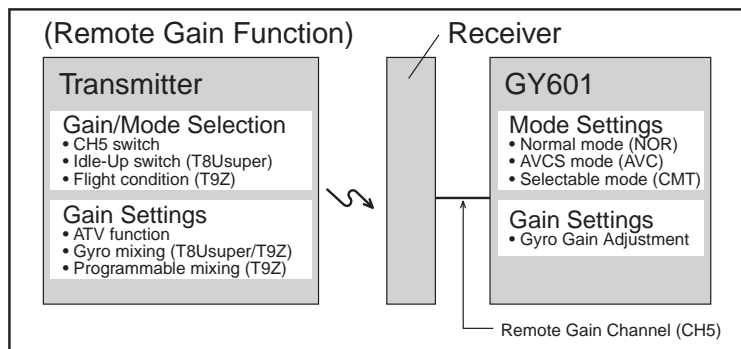 (Remote Gain Function)
Receiver
Transmitter
Gain/Mode Selection
• CH5 switch
• Idle-Up switch (T8Usuper)
• Flight condition (T9Z)
Gain Settings
• ATV function
• Gyro mixing (T8Usuper/T9Z)
• Programmable mixing (T9Z)
GY601
Mode Settings
• Normal mode (NOR)
• AVCS mode (AVC)
• Selectable mode (CMT)
Gain Settings
• Gyro Gain Adjustment
Remote Gain Channel (CH5)